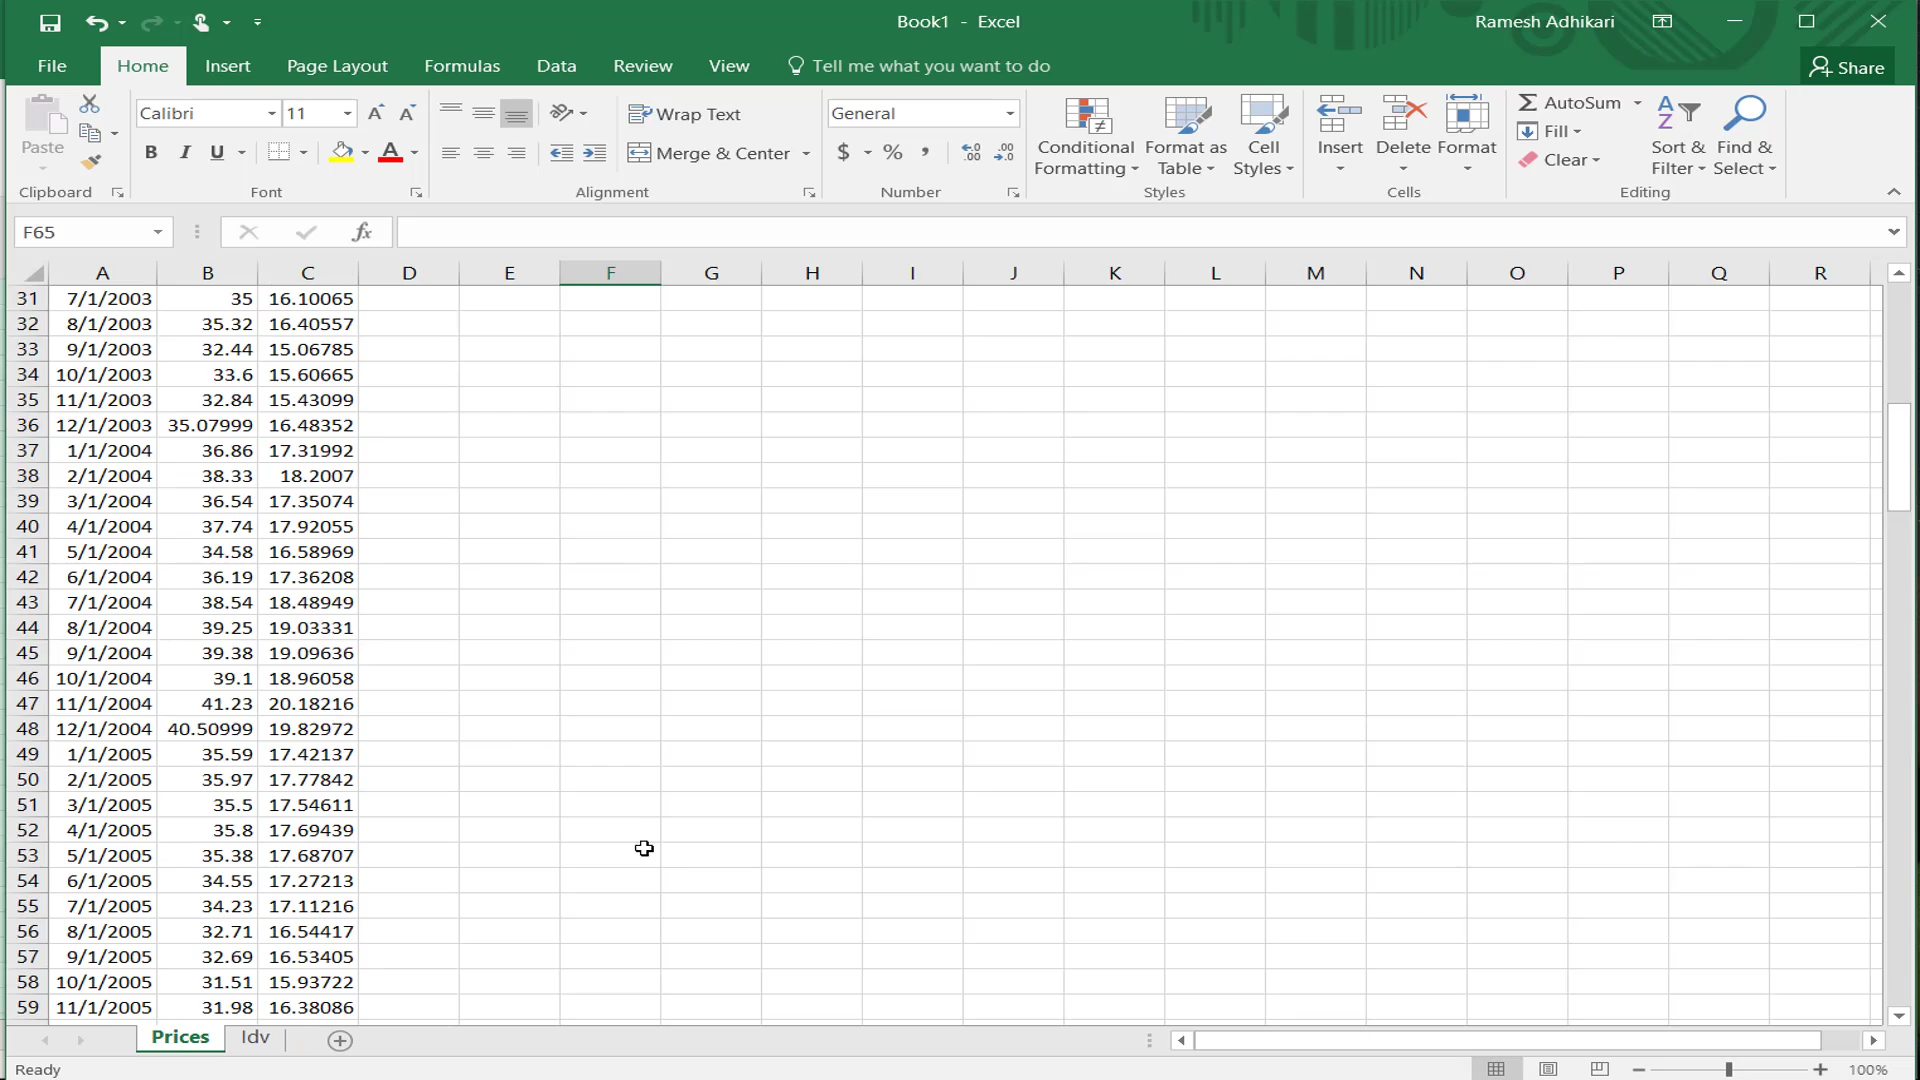 Book1 - Excel
Ramesh Adhikari
File Home Insert Page Layout Formulas Data Review View Tell me what you want to do Share
Paste
Clipboard
Calibri 11
B I U A
Font
Wrap Text
Merge & Center
Alignment
General
$ % ,
Number
Conditional Formatting
Format as Table
Cell Styles
Styles
Insert Delete Format
Cells
AutoSum
Fill
Clear
Sort & Filter
Find & Select
Editing
F65 fx
A B C D E F G H I J K L M N O P Q R
31 7/1/2003 35 16.10065
32 8/1/2003 35.32 16.40557
33 9/1/2003 32.44 15.06785
34 10/1/2003 33.6 15.60665
35 11/1/2003 32.84 15.43099
36 12/1/2003 35.07999 16.48352
37 1/1/2004 36.86 17.31992
38 2/1/2004 38.33 18.2007
39 3/1/2004 36.54 17.35074
40 4/1/2004 37.74 17.92055
41 5/1/2004 34.58 16.58969
42 6/1/2004 36.19 17.36208
43 7/1/2004 38.54 18.48949
44 8/1/2004 39.25 19.03331
45 9/1/2004 39.38 19.09636
46 10/1/2004 39.1 18.96058
47 11/1/2004 41.23 20.18216
48 12/1/2004 40.50999 19.82972
49 1/1/2005 35.59 17.42137
50 2/1/2005 35.97 17.77842
51 3/1/2005 35.5 17.54611
52 4/1/2005 35.8 17.69439
53 5/1/2005 35.38 17.68707
54 6/1/2005 34.55 17.27213
55 7/1/2005 34.23 17.11216
56 8/1/2005 32.71 16.54417
57 9/1/2005 32.69 16.53405
58 10/1/2005 31.51 15.93722
59 11/1/2005 31.98 16.38086
Prices Idv
Ready 100%